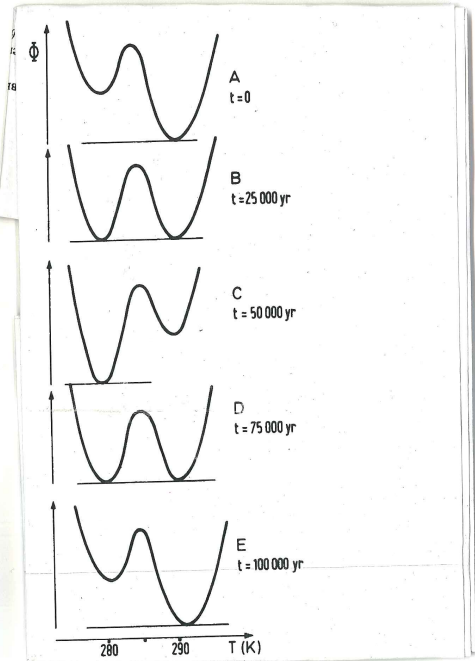 Φ
A
t=0
B
t=25 000 yr
C
t = 50 000 yr
D
t = 75 000 yr
E
t = 100 000 yr
280 290 T (K)